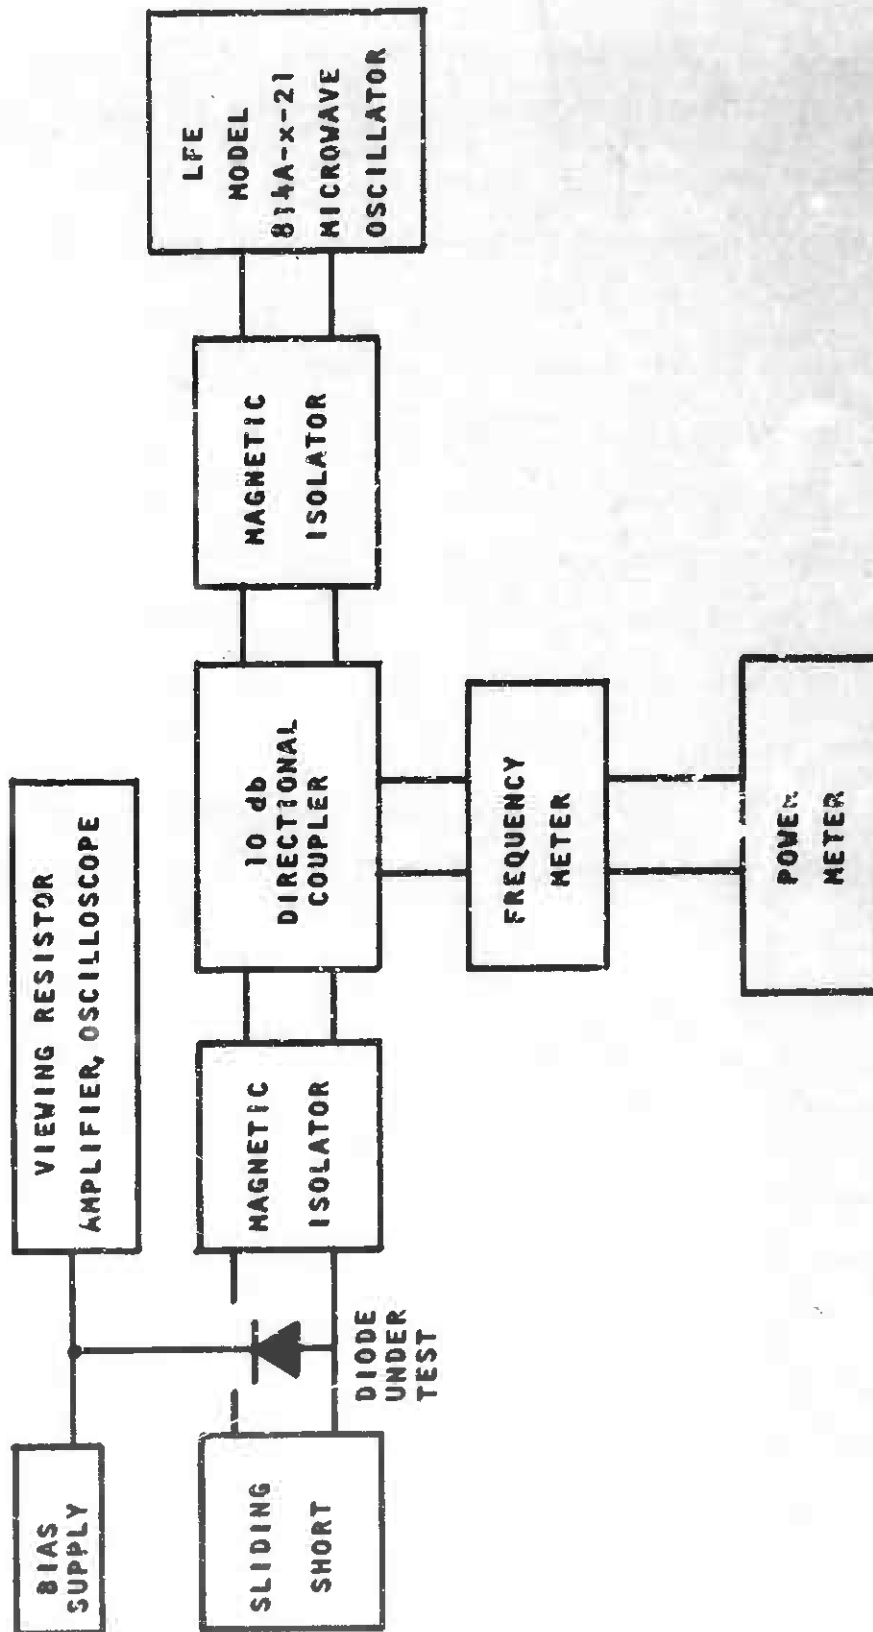 BIAS
SUPPLY
VIEWING RESISTOR
AMPLIFIER, OSCILLOSCOPE
SLIDING
SHORT
DIODE
UNDER
TEST
MAGNETIC
ISOLATOR
10 db
DIRECTIONAL
COUPLER
MAGNETIC
ISOLATOR
LFE
MODEL
814A-X-21
MICROWAVE
OSCILLATOR
FREQUENCY
METER
POWER
METER